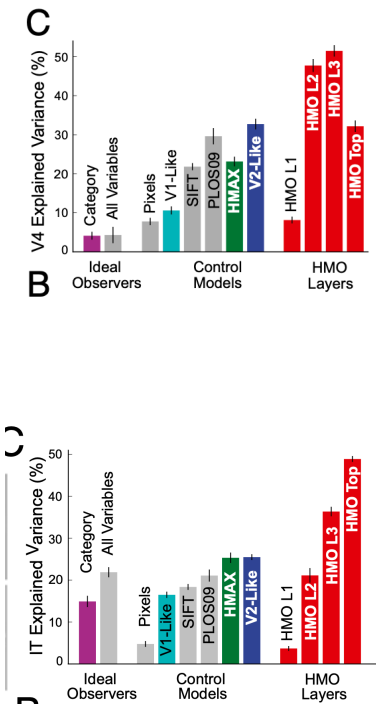 C
V4 Explained Variance (%)
50
40
30
20
10
0
Category
All Variables
Pixels
V1-Like
SIFT
PLOS09
HMAX
V2-Like
HMO L1
HMO L2
HMO L3
HMO Top
Ideal
Observers
Control
Models
HMO
Layers
B
C
IT Explained Variance (%)
50
40
30
20
10
0
Category
All Variables
Pixels
V1-Like
SIFT
PLOS09
HMAX
V2-Like
HMO L1
HMO L2
HMO L3
HMO Top
Ideal
Observers
Control
Models
HMO
Layers